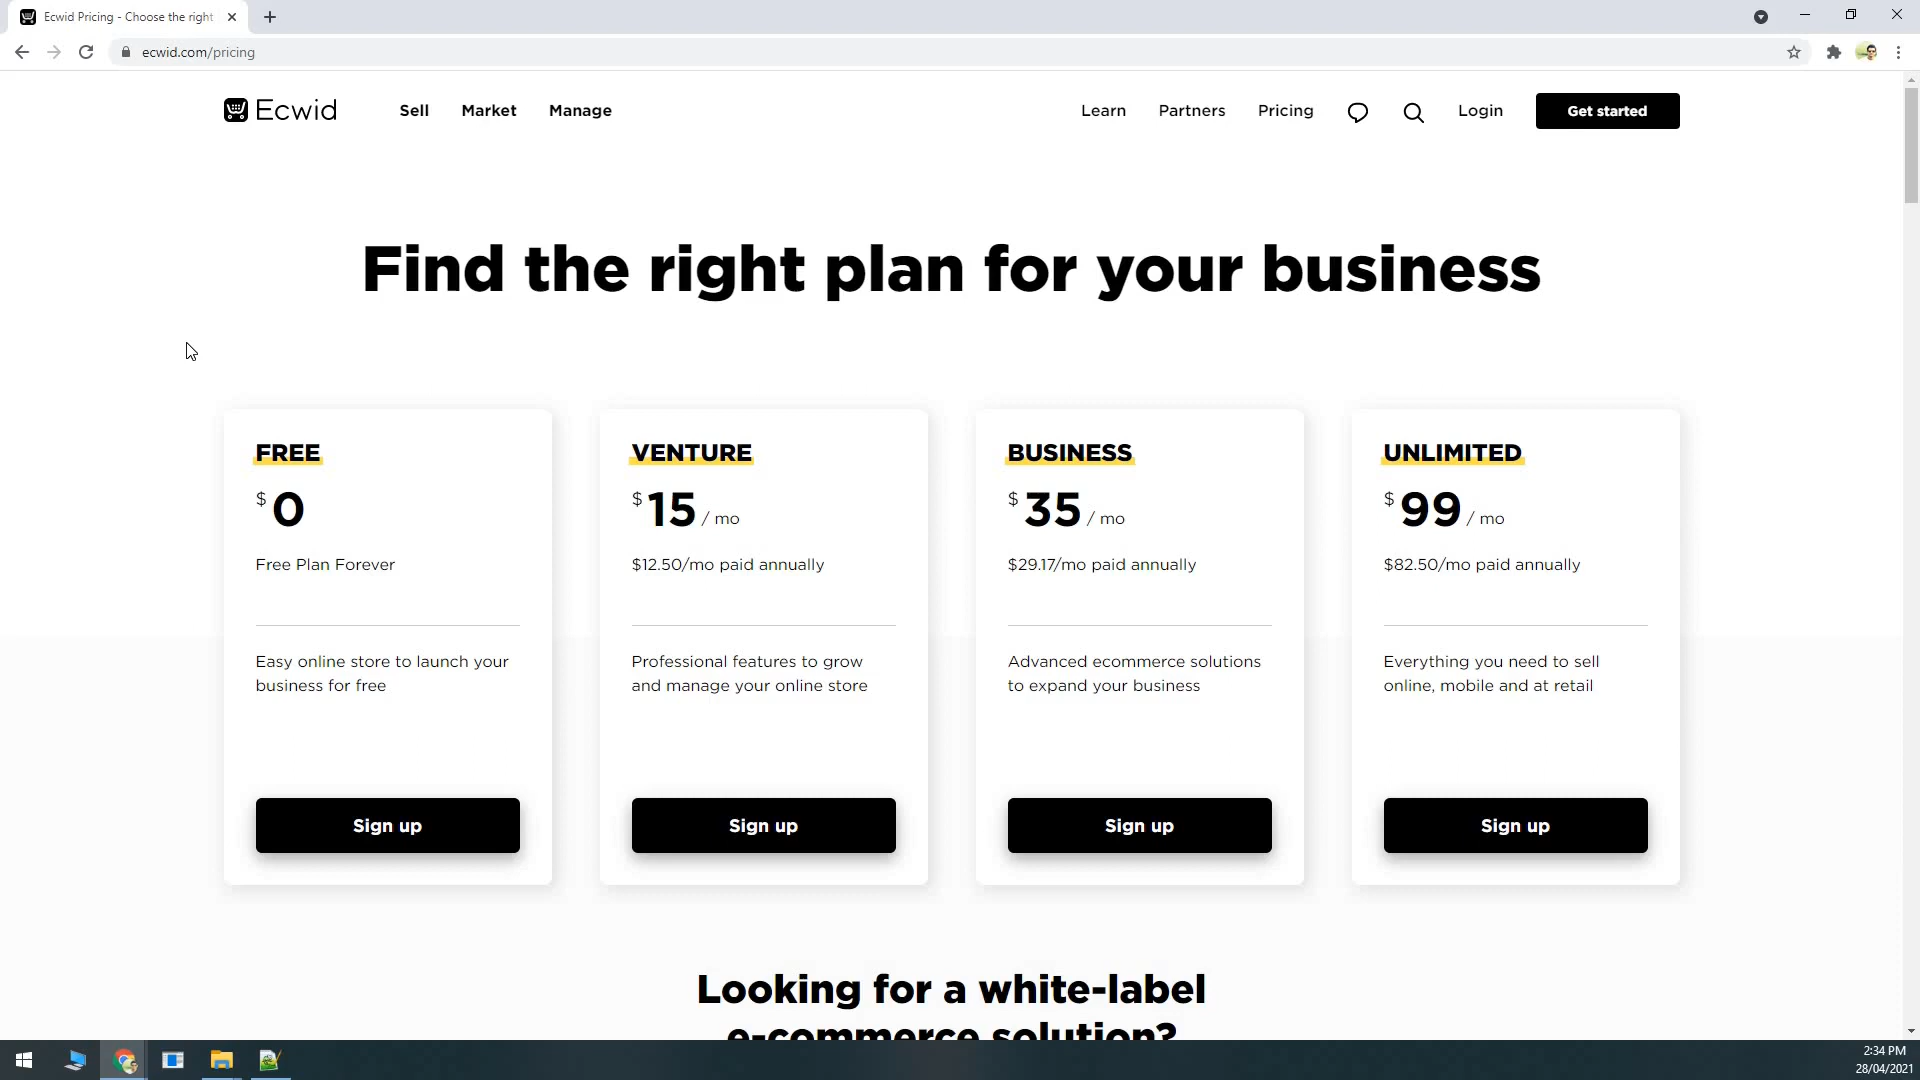 Ecwid Pricing - Choose the right
ecwid.com/pricing
Ecwid
Sell
Market
Manage
Learn
Partners
Pricing
Login
Get started
Find the right plan for your business
FREE
$0
Free Plan Forever
Easy online store to launch your
business for free
Sign up
VENTURE
$15 / mo
$12.50/mo paid annually
Professional features to grow
and manage your online store
Sign up
BUSINESS
$35 / mo
$29.17/mo paid annually
Advanced ecommerce solutions
to expand your business
Sign up
UNLIMITED
$99 / mo
$82.50/mo paid annually
Everything you need to sell
online, mobile and at retail
Sign up
Looking for a white-label
e-commerce solution?
2:34 PM
28/04/2021